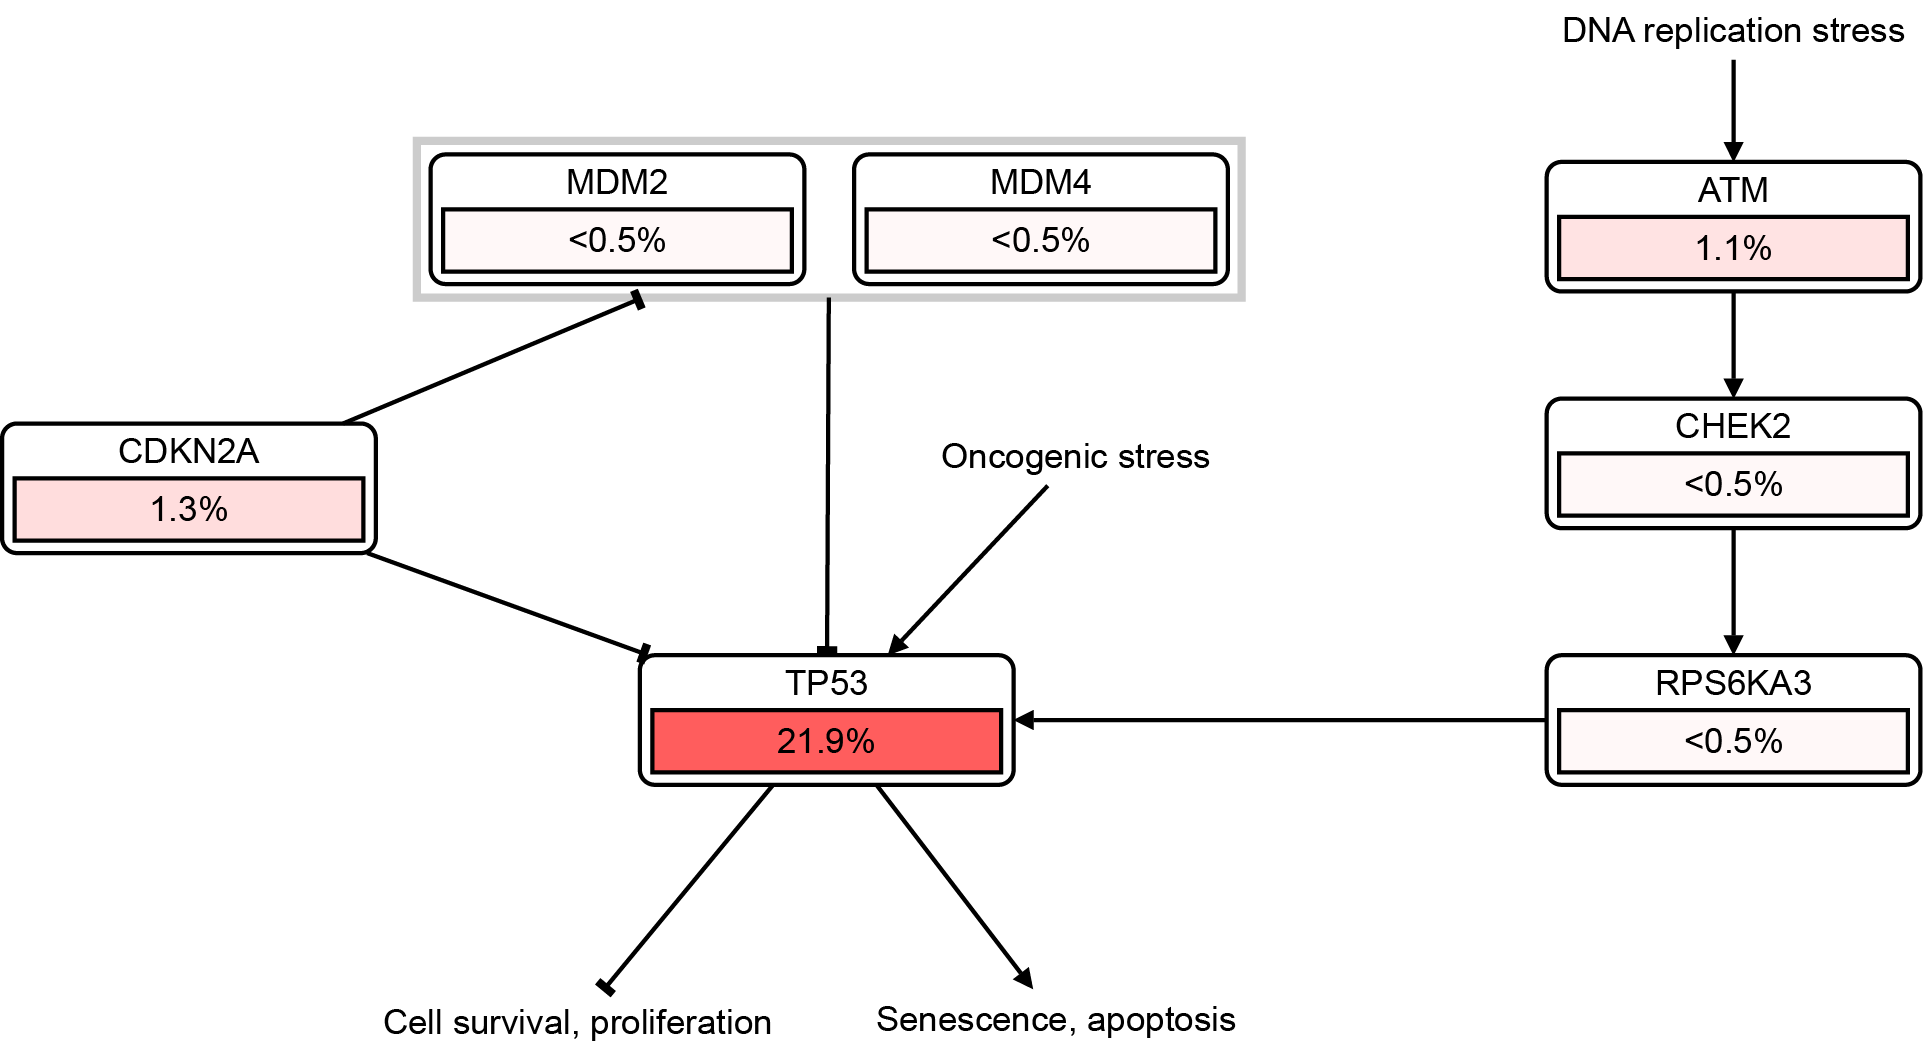 DNA replication stress
MDM2
<0.5%
MDM4
<0.5%
ATM
1.1%
CDKN2A
1.3%
Oncogenic stress
CHEK2
<0.5%
TP53
21.9%
RPS6KA3
<0.5%
Cell survival, proliferation
Senescence, apoptosis